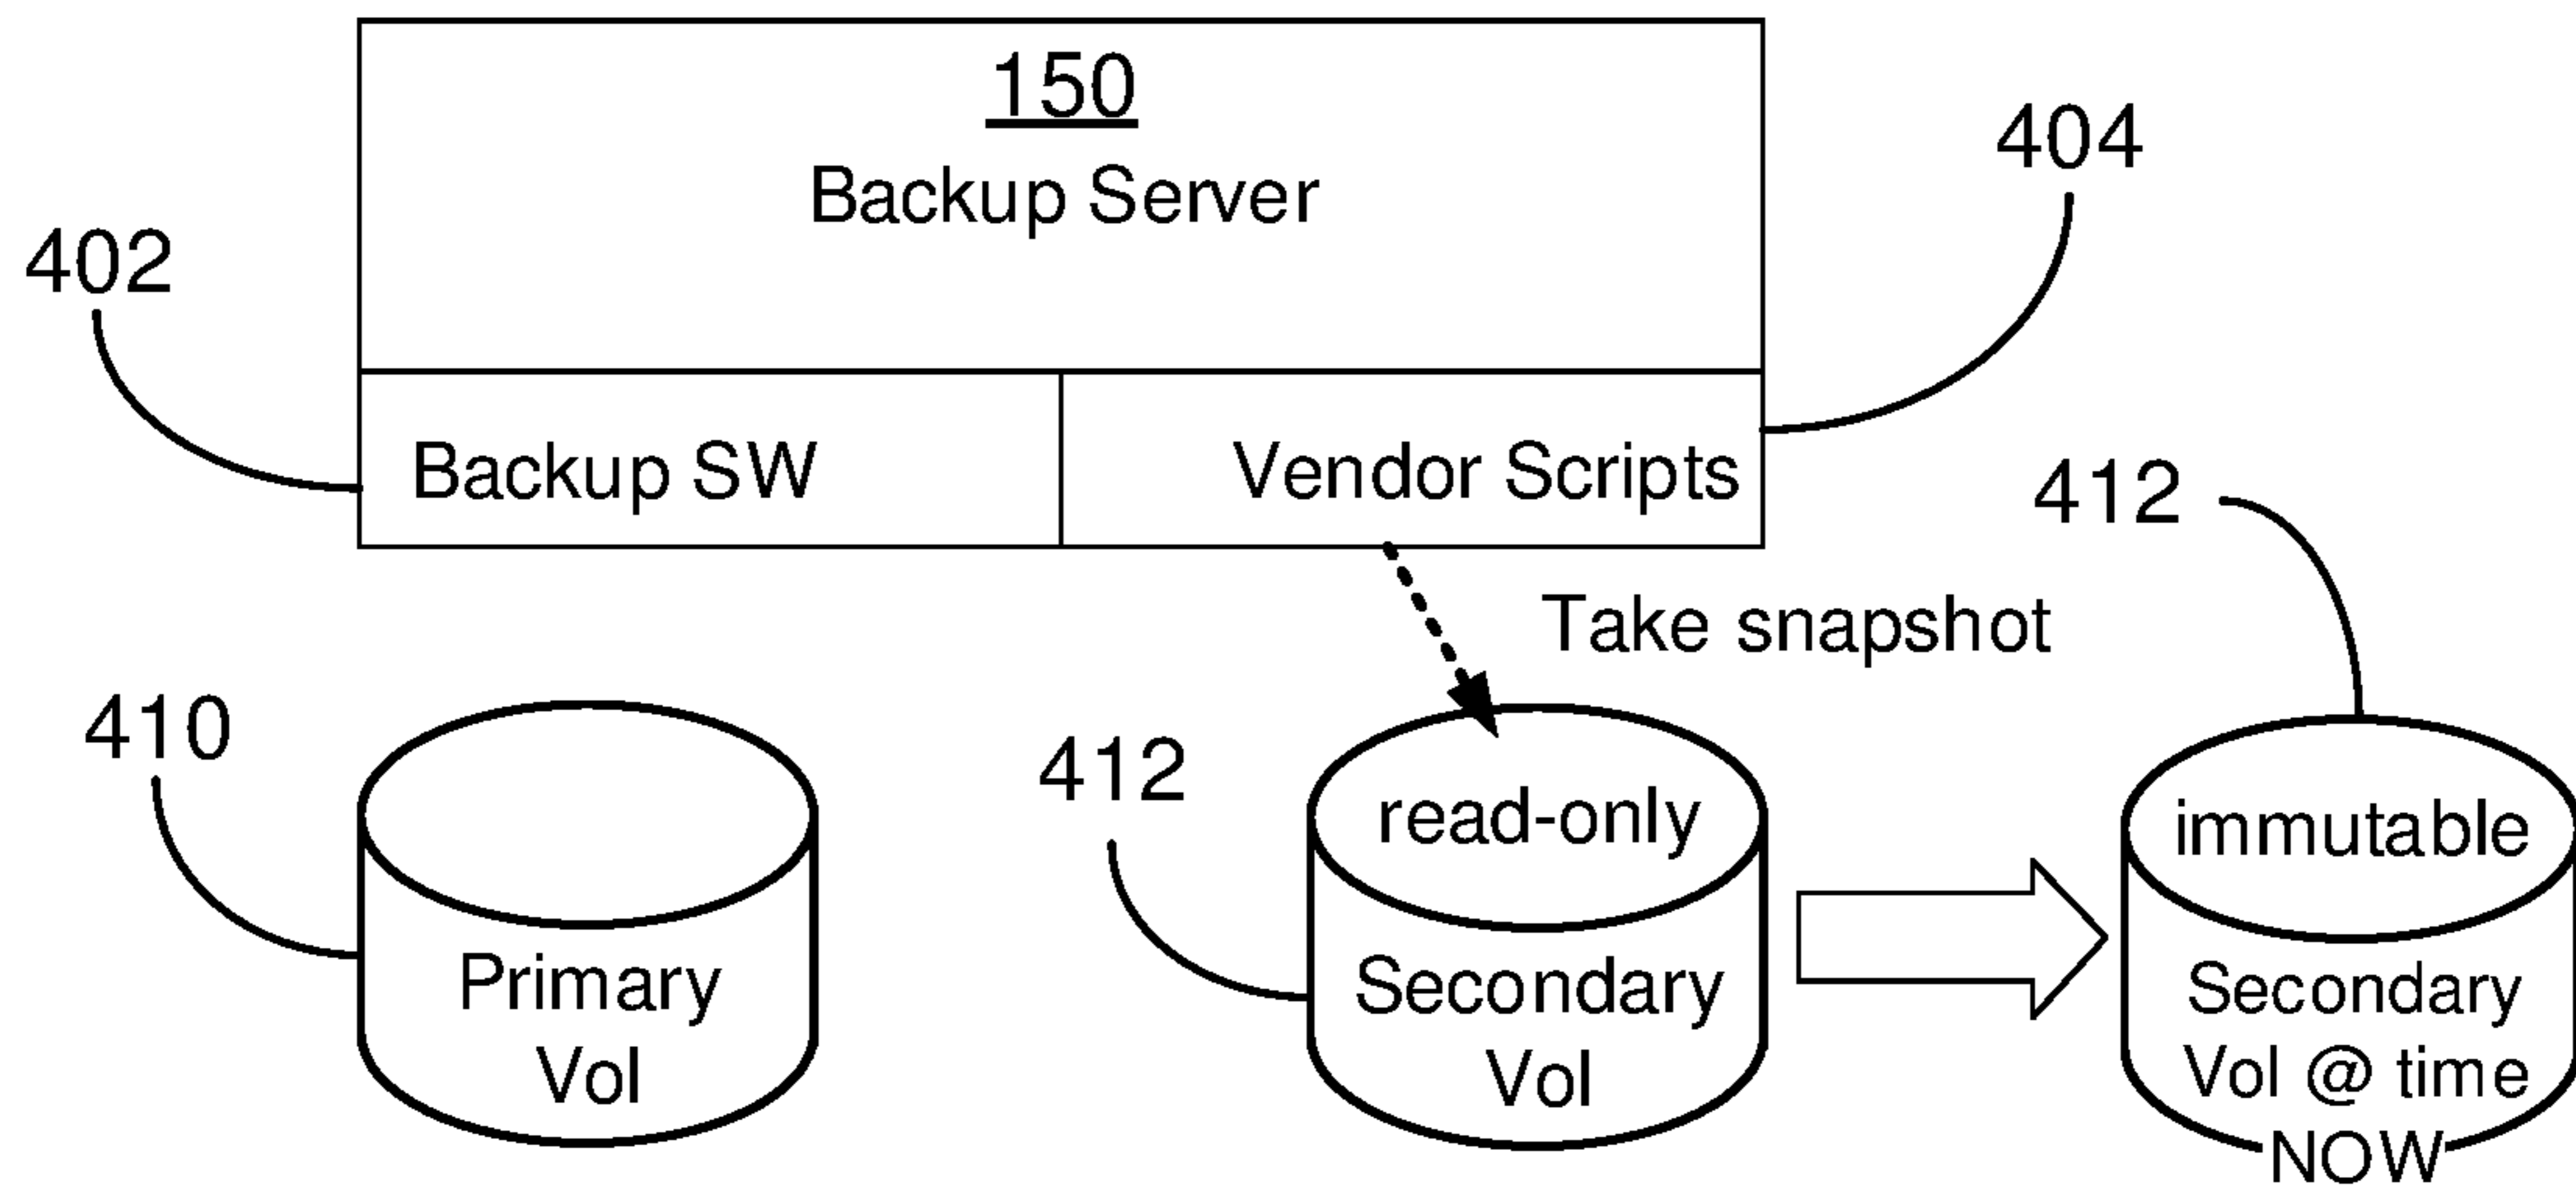 150
Backup Server
404
402
Backup SW
Vendor Scripts
412
Take snapshot
410
412
read-only
immutable
Primary
Vol
Secondary
Vol
Secondary
Vol @ time
NOW